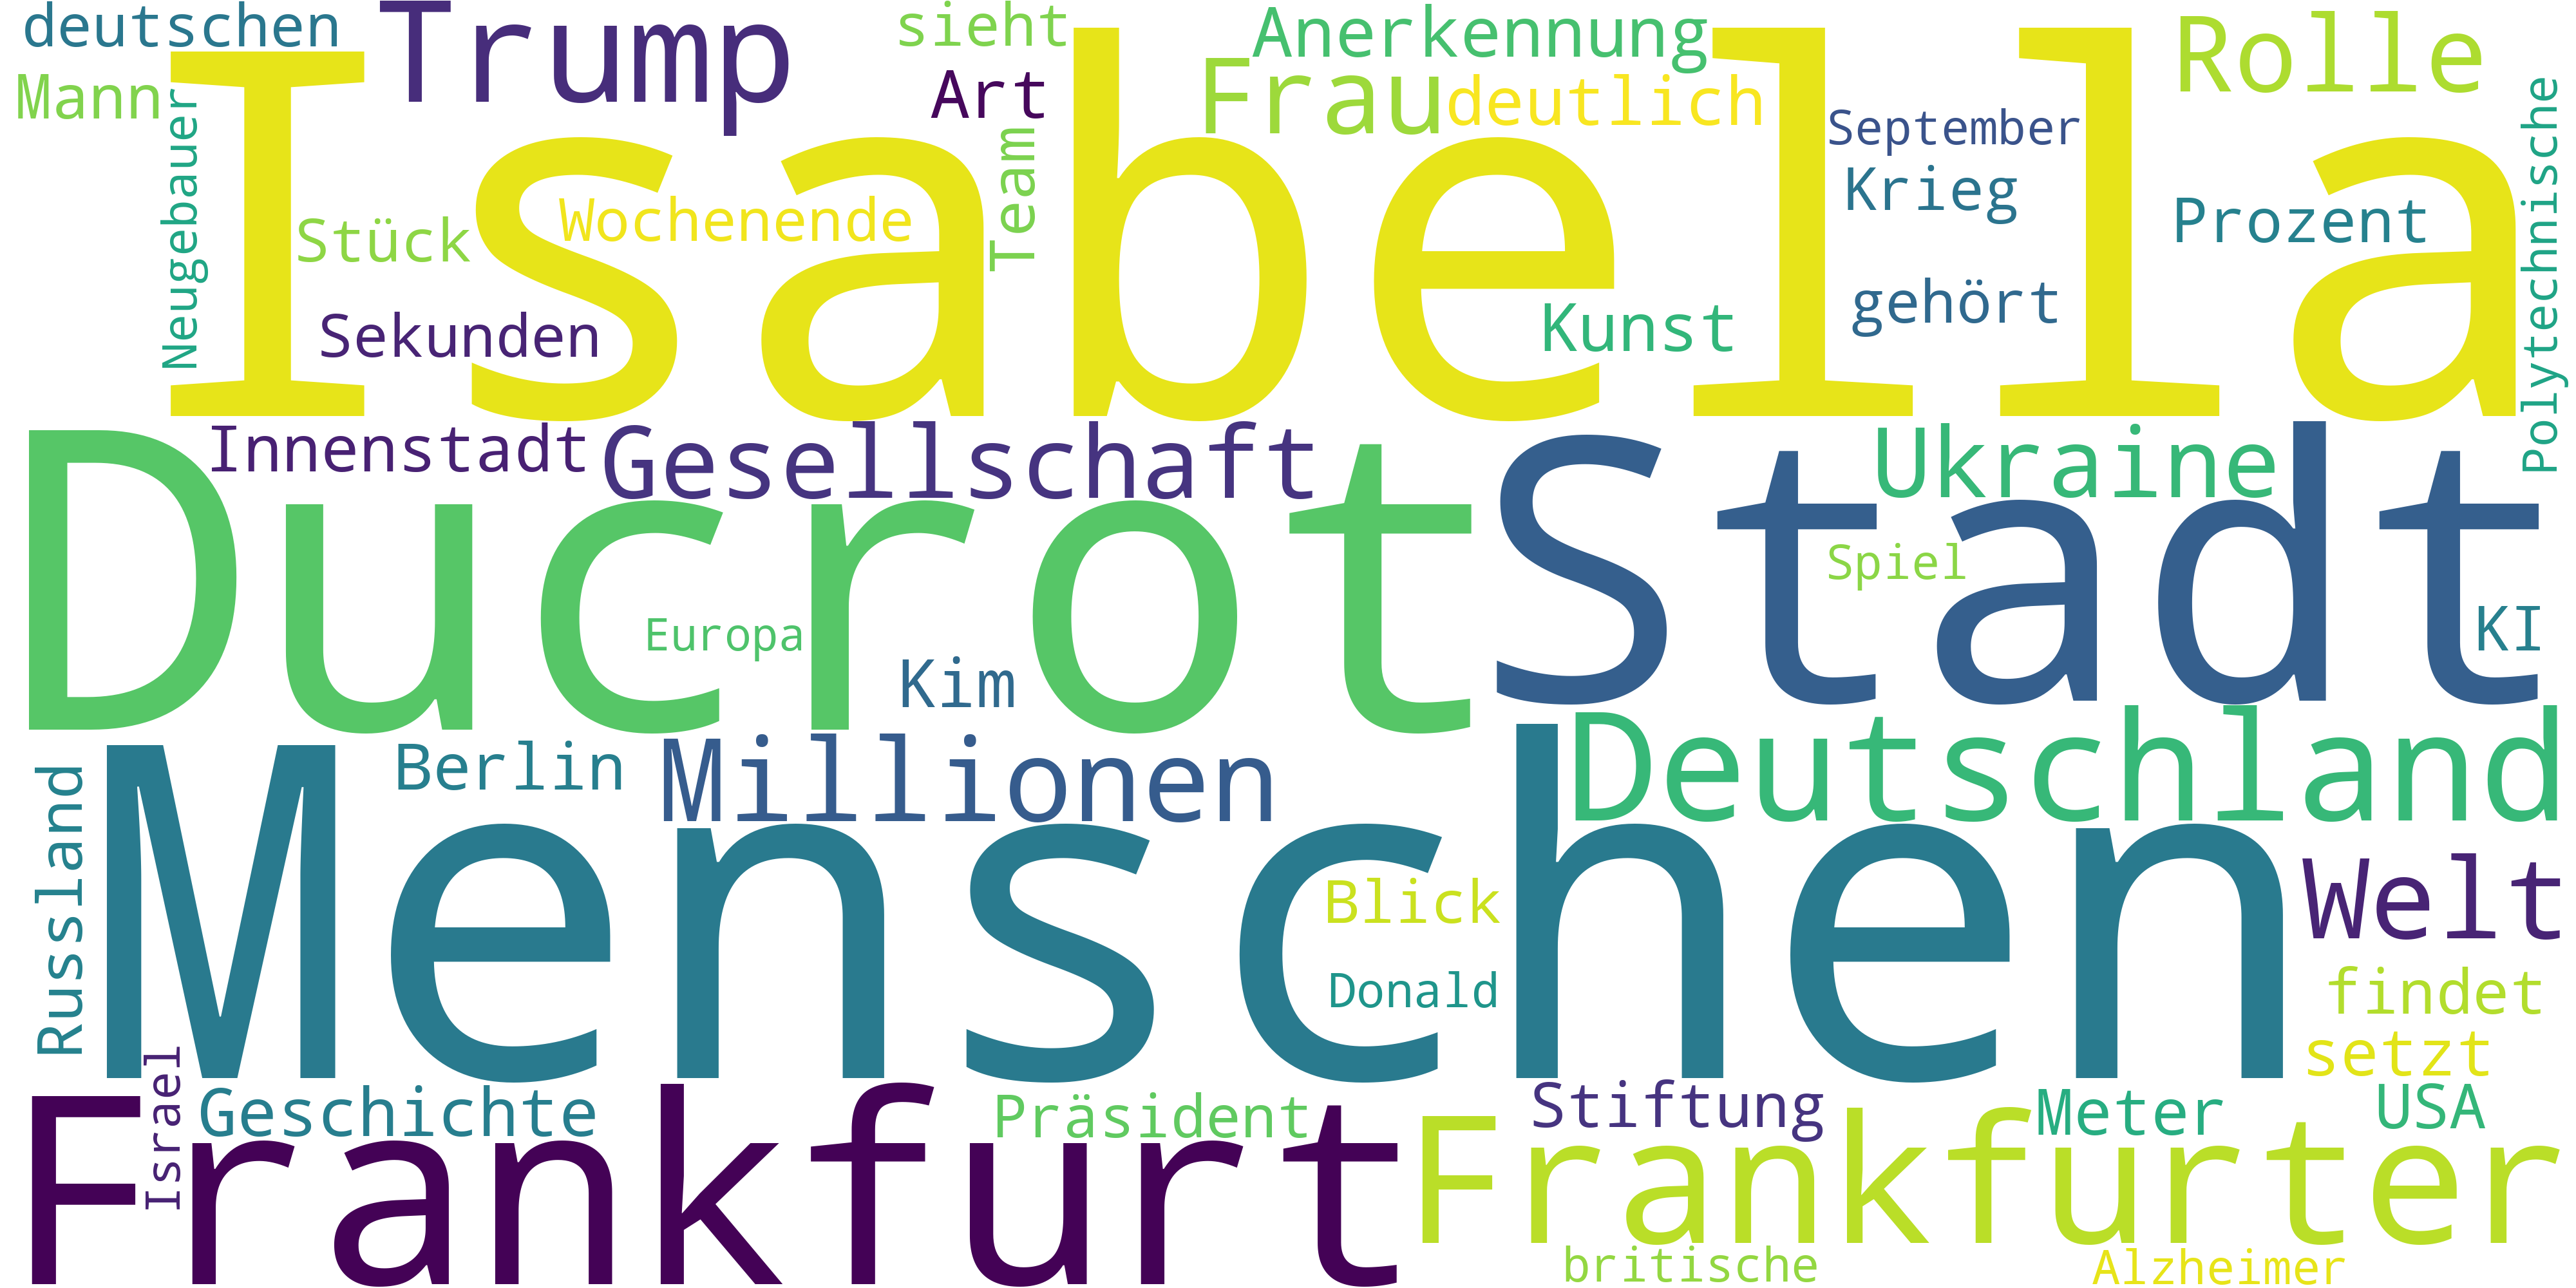 deutschen
Trump
sieht
Anerkennung
Rolle
Mann
Neugebauer
Isabella
Art
Team
Frau
deutlich
September
Polytechnische
Stück
Wochenende
Krieg
Prozent
Sekunden
Kunst
gehört
Innenstadt
Gesellschaft
Ukraine
Ducrot
Stadt
Spiel
Europa
Kim
KI
Berlin
Millionen
Deutschland
Russland
Menschen
Blick
Welt
Donald
findet
setzt
Israel
Geschichte
Präsident
Stiftung
Meter
USA
Frankfurt
Frankfurter
britische
Alzheimer